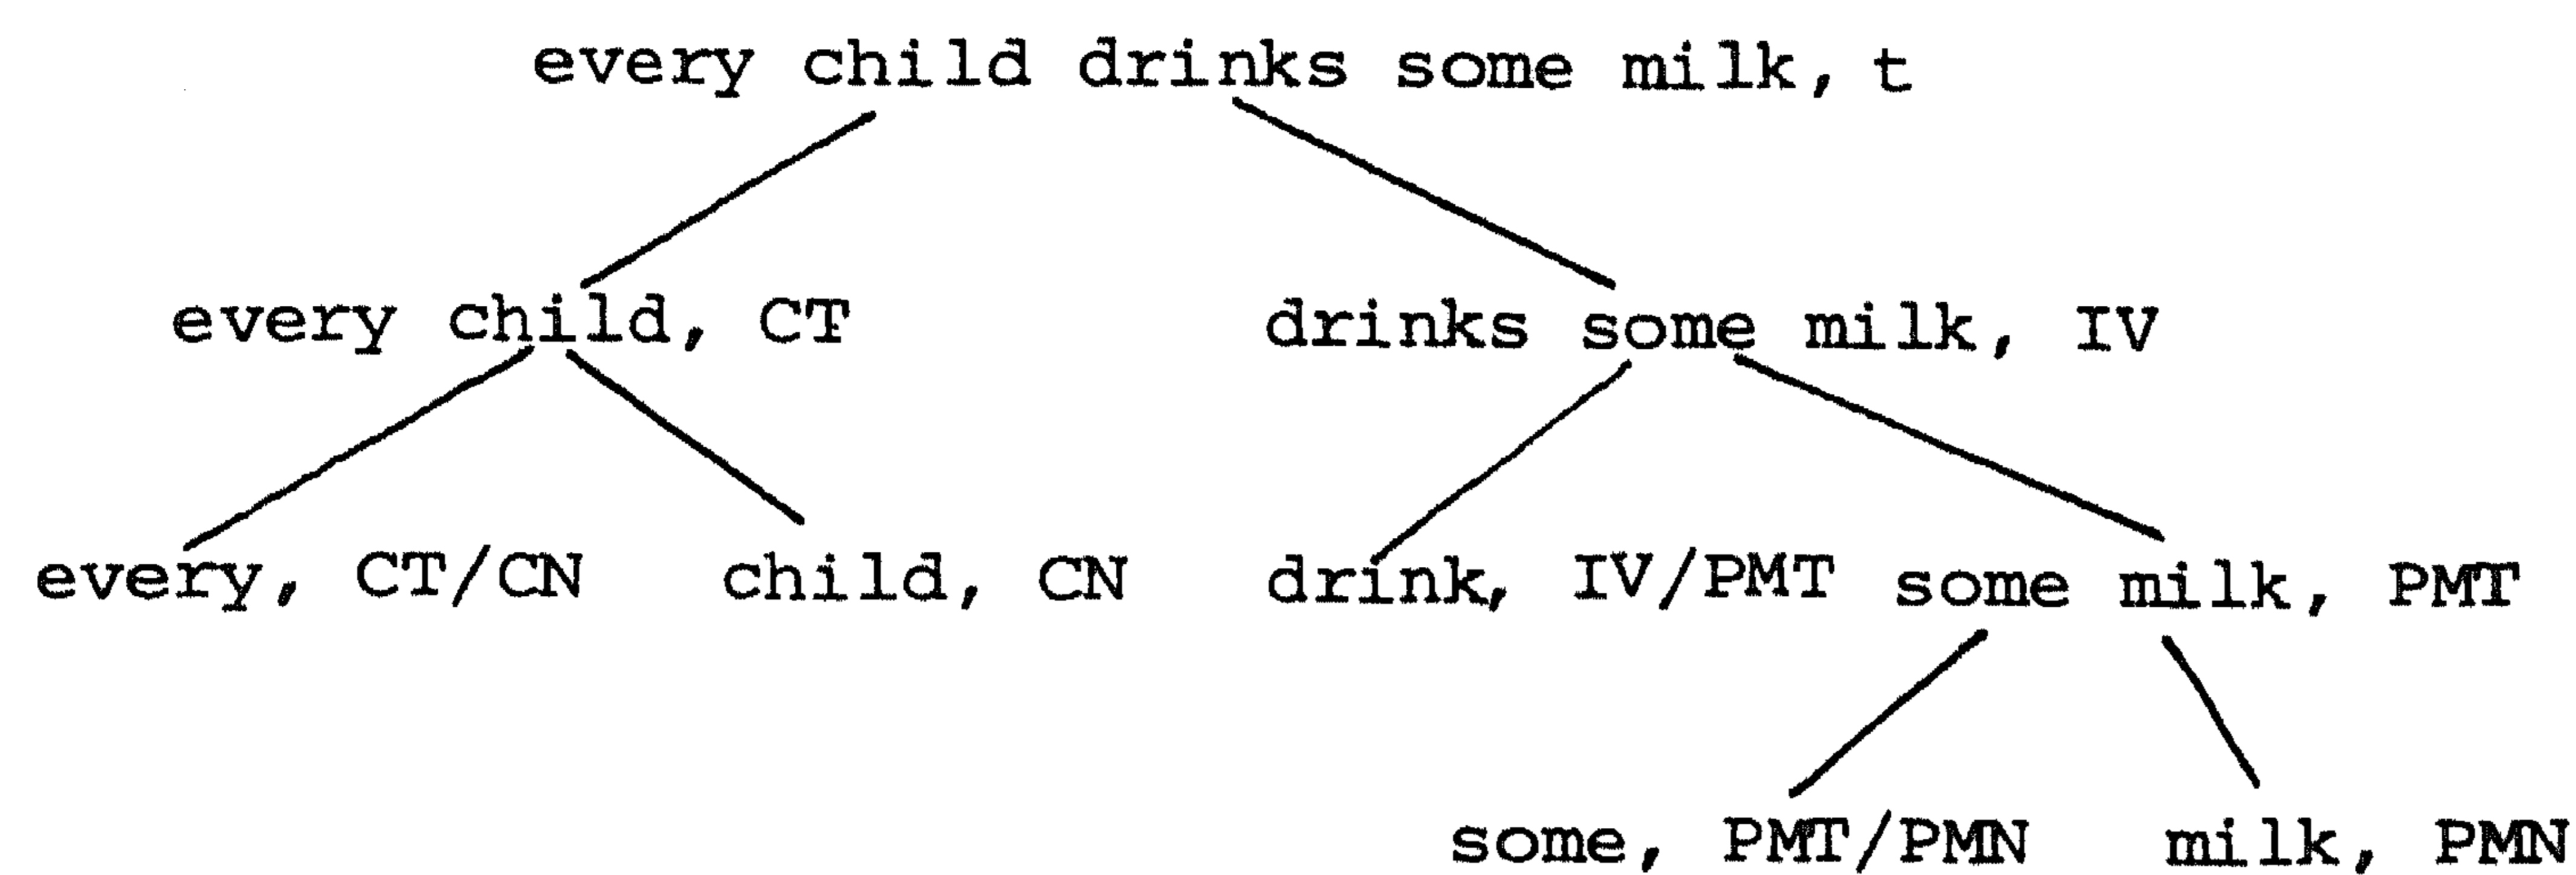 every child drinks some milk, t
every child, CT drinks some milk, IV
every, CT/CN child, CN drink, IV/PMT some milk, PMT
some, PMT/PMN milk, PMN